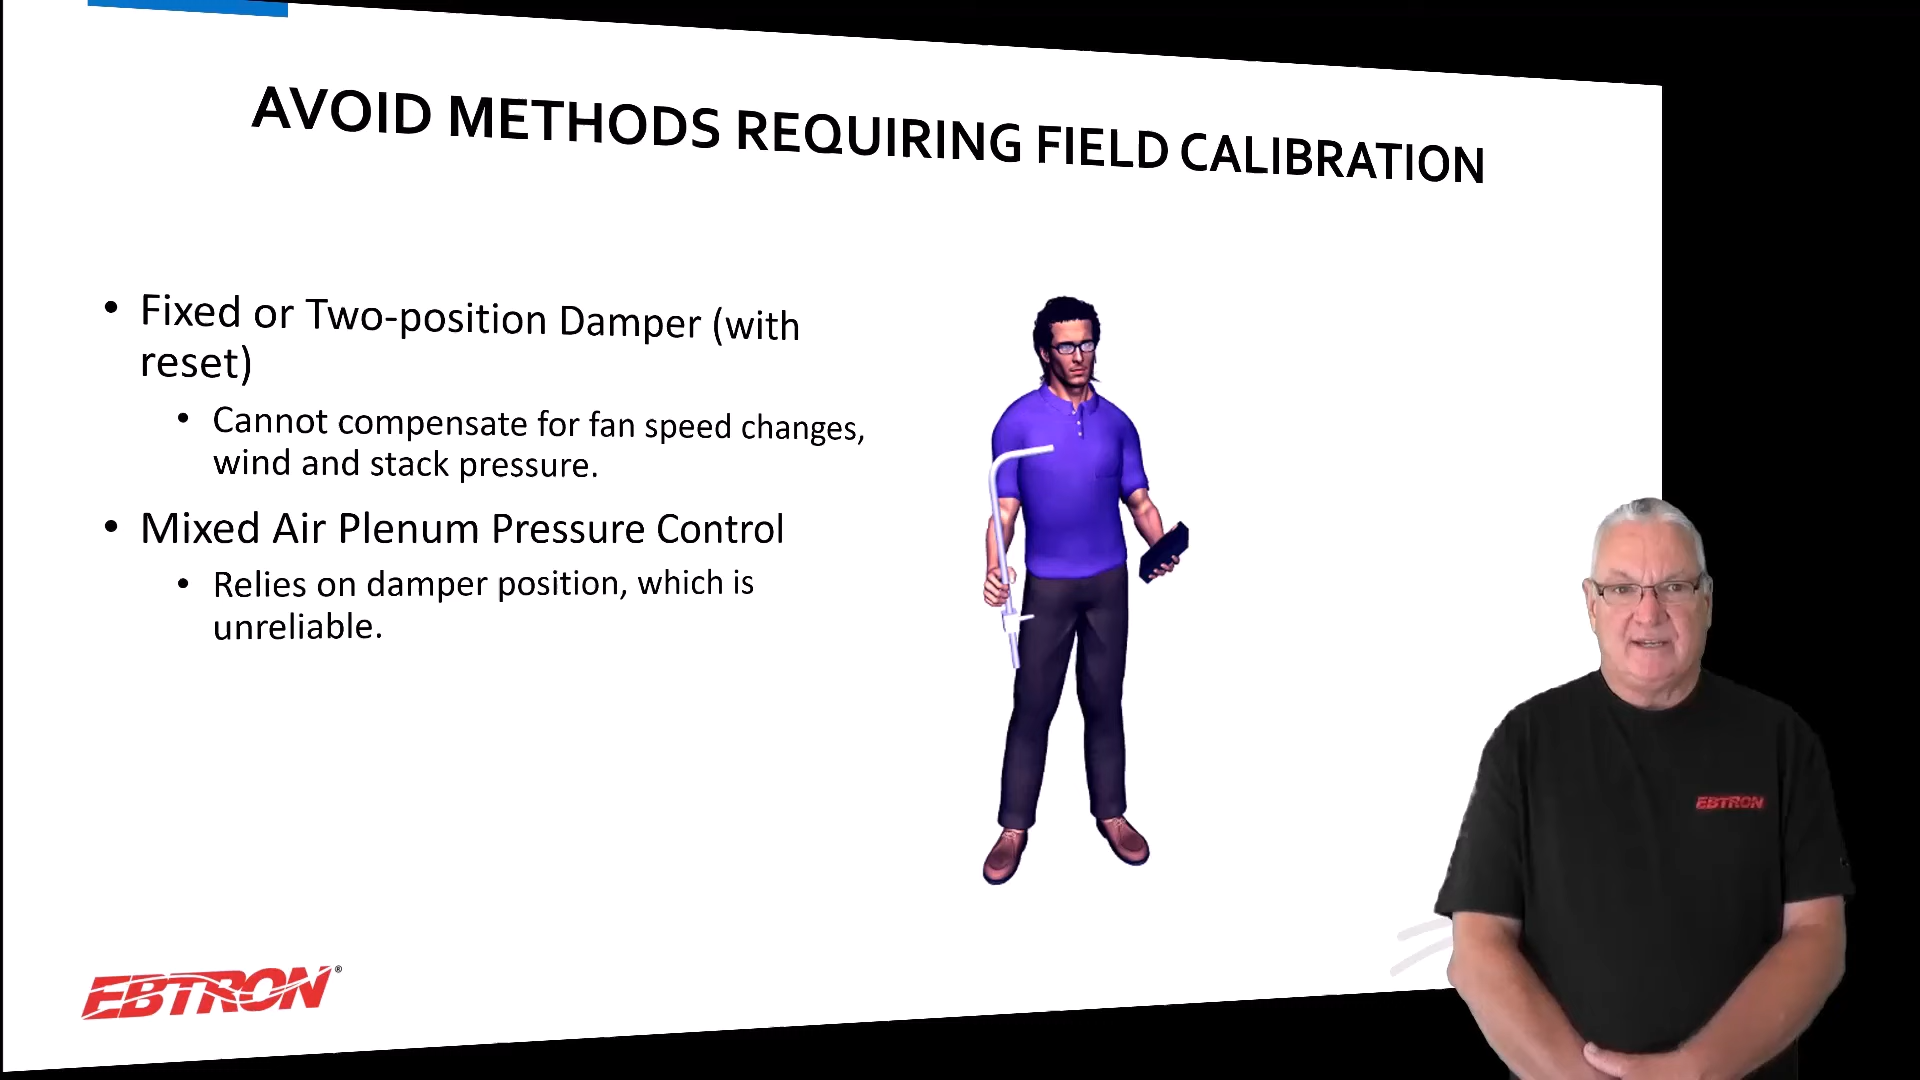 AVOID METHODS REQUIRING FIELD CALIBRATION
• Fixed or Two-position Damper (with
reset)
• Cannot compensate for fan speed changes,
wind and stack pressure.
• Mixed Air Plenum Pressure Control
• Relies on damper position, which is
unreliable.
EBTRON®
EBTRON